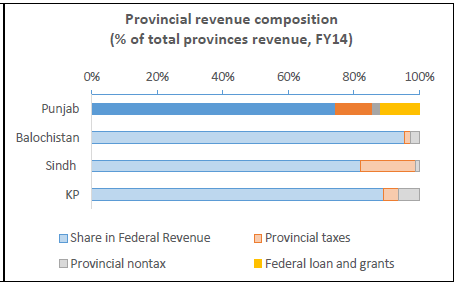 Provincial revenue composition
(% of total provinces revenue, FY14)
0% 20% 40% 60% 80% 100%
Punjab
Balochistan
Sindh
KP
Share in Federal Revenue Provincial taxes
Provincial nontax Federal loan and grants